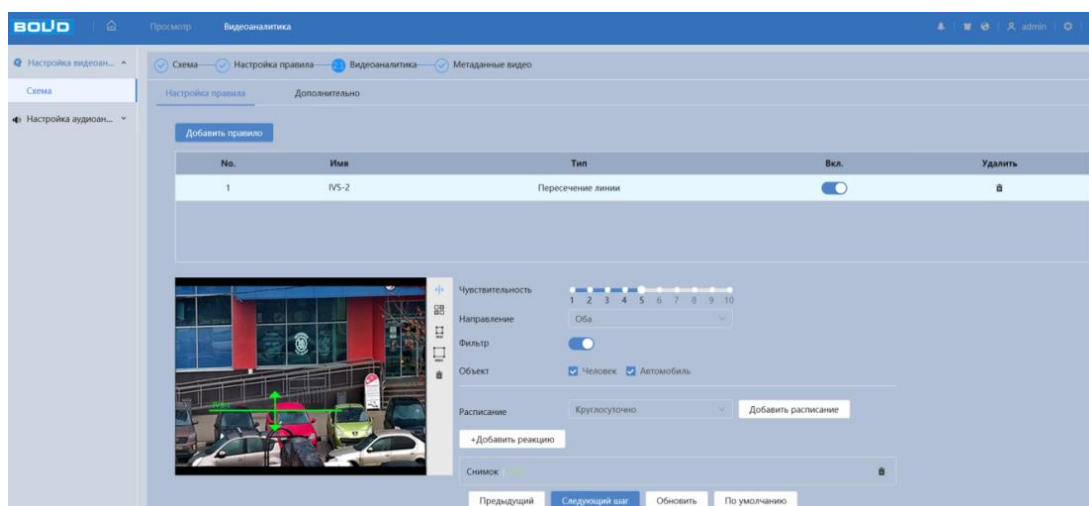 BOLID Просмотр Видеоаналитика admin
Настройка видеоан...
Схема
Настройка аудиоан...
Схема Настройка правила Видеоаналитика Метаданные видео
Настройка правила Дополнительно
Добавить правило
No. Имя Тип Вкл. Удалить
1 IVS-2 Пересечение линии
Чувствительность
1 2 3 4 5 6 7 8 9 10
Направление Оба
Фильтр
Объект Человек Автомобиль
Расписание Круглосуточно Добавить расписание
+Добавить реакцию
Снимок
Предыдущий Следующий шаг Обновить По умолчанию